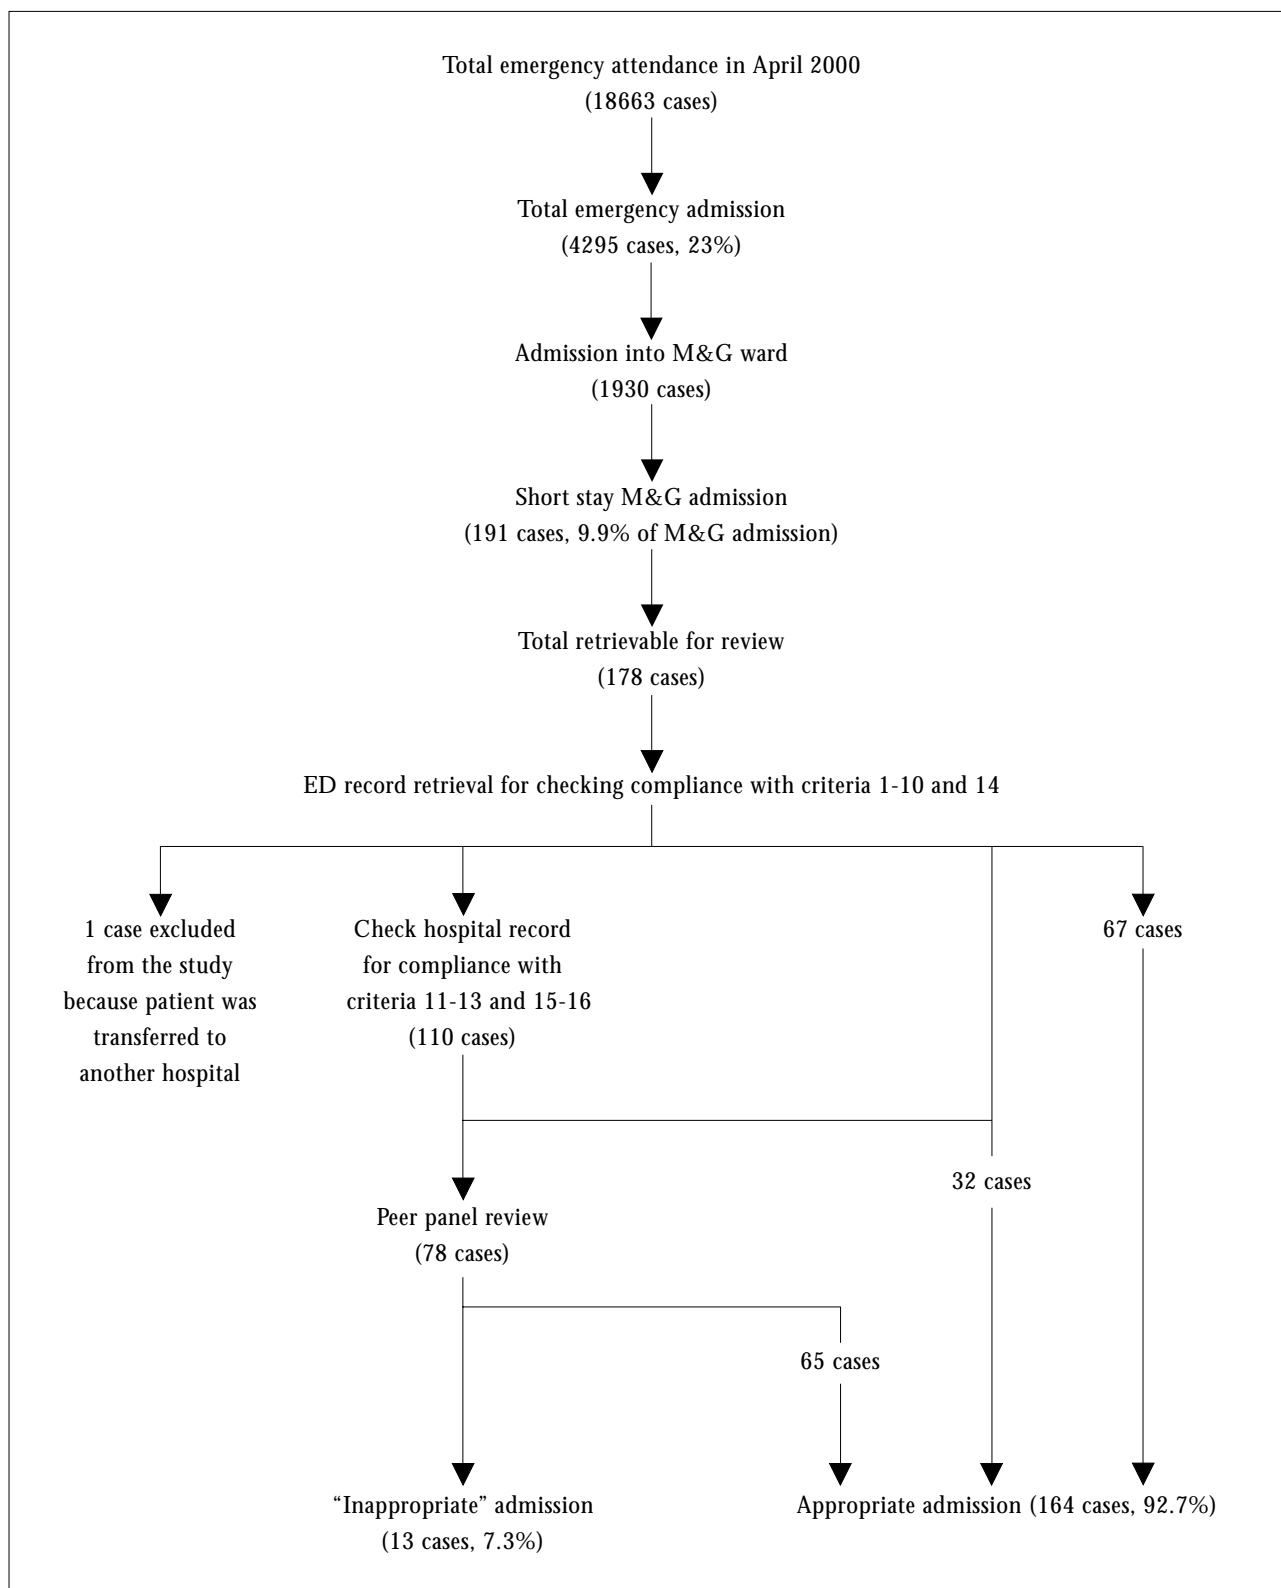 Total emergency attendance in April 2000
(18663 cases)
Total emergency admission
(4295 cases, 23%)
Admission into M&G ward
(1930 cases)
Short stay M&G admission
(191 cases, 9.9% of M&G admission)
Total retrievable for review
(178 cases)
ED record retrieval for checking compliance with criteria 1-10 and 14
1 case excluded
from the study
because patient was
transferred to
another hospital
Check hospital record
for compliance with
criteria 11-13 and 15-16
(110 cases)
67 cases
32 cases
Peer panel review
(78 cases)
65 cases
“Inappropriate” admission
(13 cases, 7.3%)
Appropriate admission (164 cases, 92.7%)